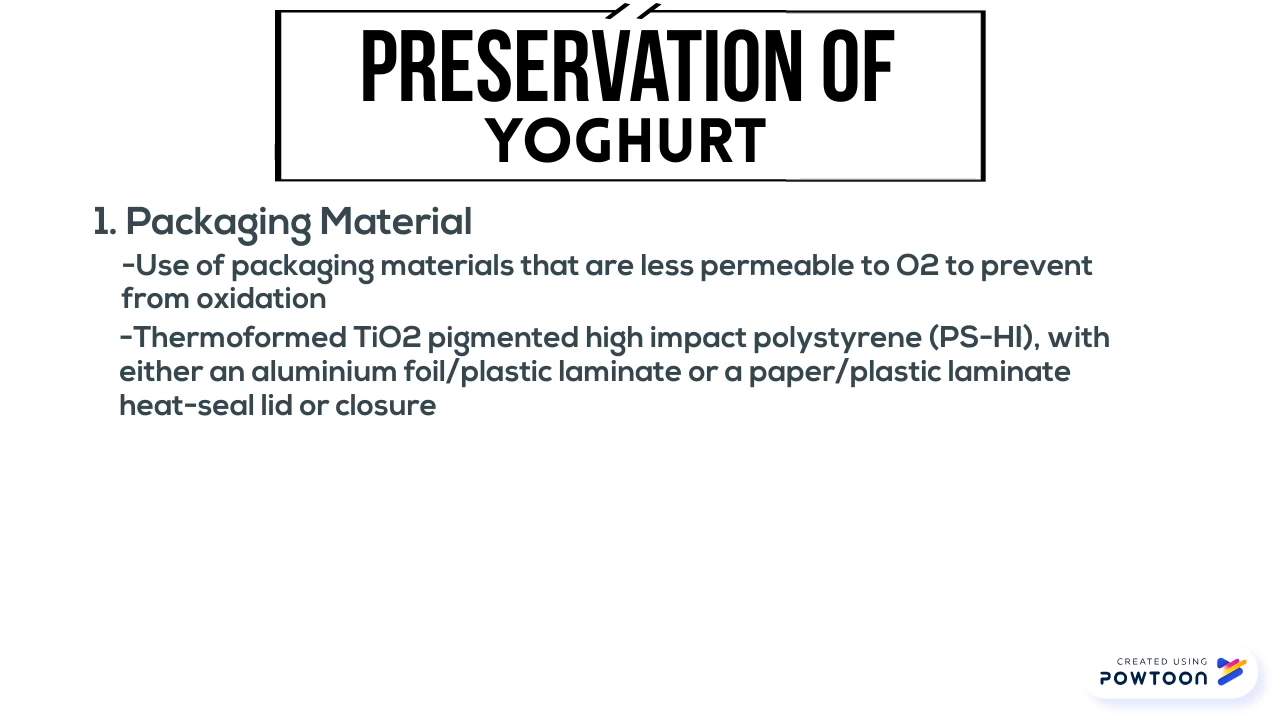 PRESERVATION OF
YOGHURT
1. Packaging Material
-Use of packaging materials that are less permeable to O2 to prevent
from oxidation
-Thermoformed TiO2 pigmented high impact polystyrene (PS-HI), with
either an aluminium foil/plastic laminate or a paper/plastic laminate
heat-seal lid or closure
CREATED USING
POWTOON